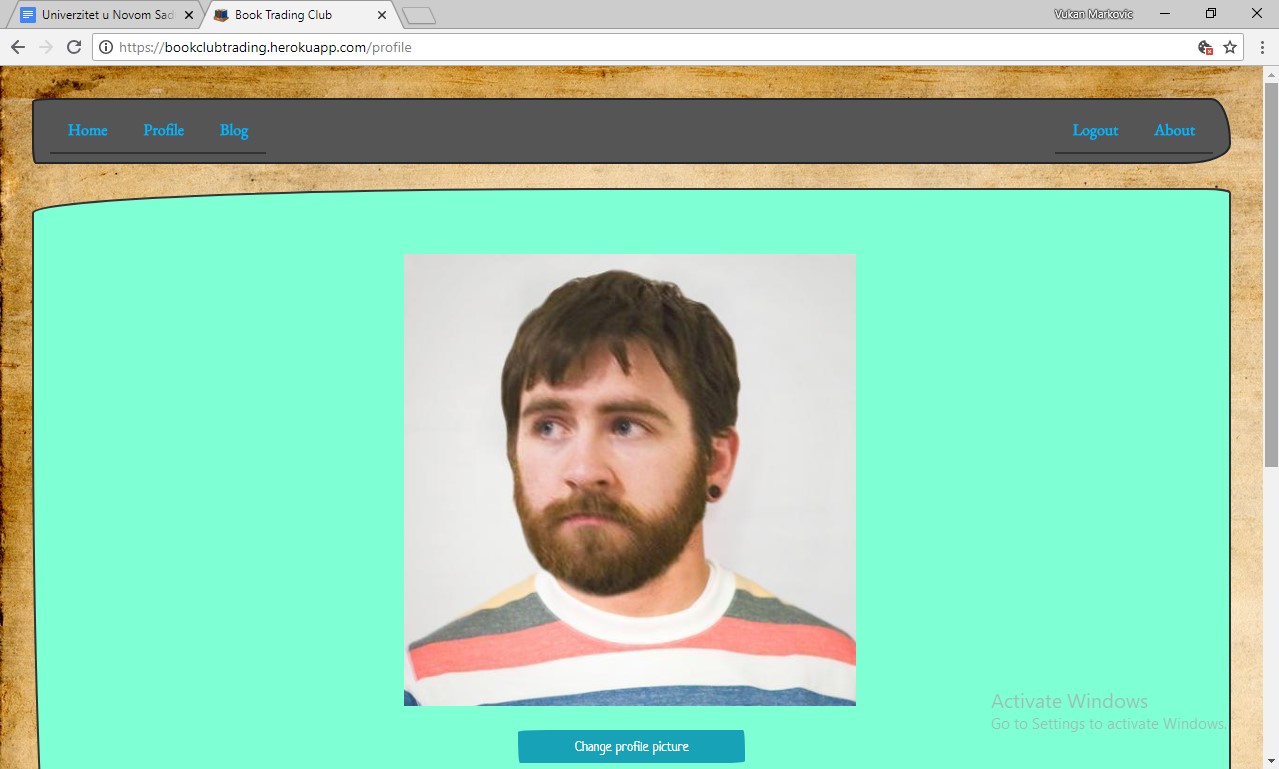 Univerzitet u Novom Sad
Book Trading Club
Vukan Markovic
https://bookclubtrading.herokuapp.com/profile
Home Profile Blog Logout About
Change profile picture
Activate Windows
Go to Settings to activate Windows.